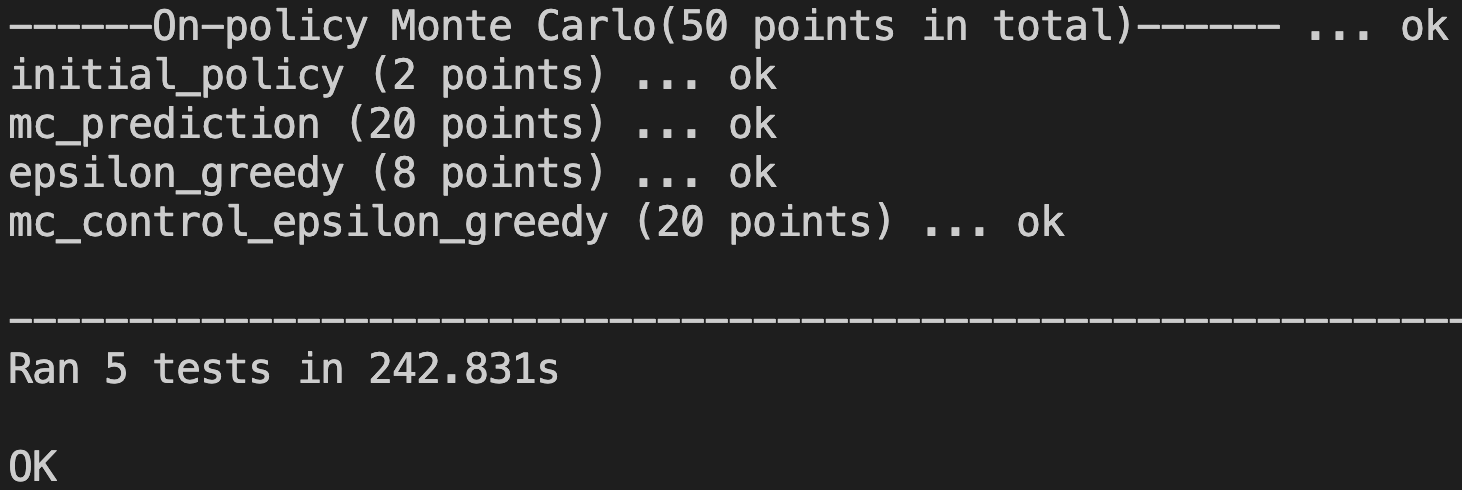 ------On-policy Monte Carlo(50 points in total)------ ... ok
initial_policy (2 points) ... ok
mc_prediction (20 points) ... ok
epsilon_greedy (8 points) ... ok
mc_control_epsilon_greedy (20 points) ... ok
-------------------------------------------------------------
Ran 5 tests in 242.831s
OK